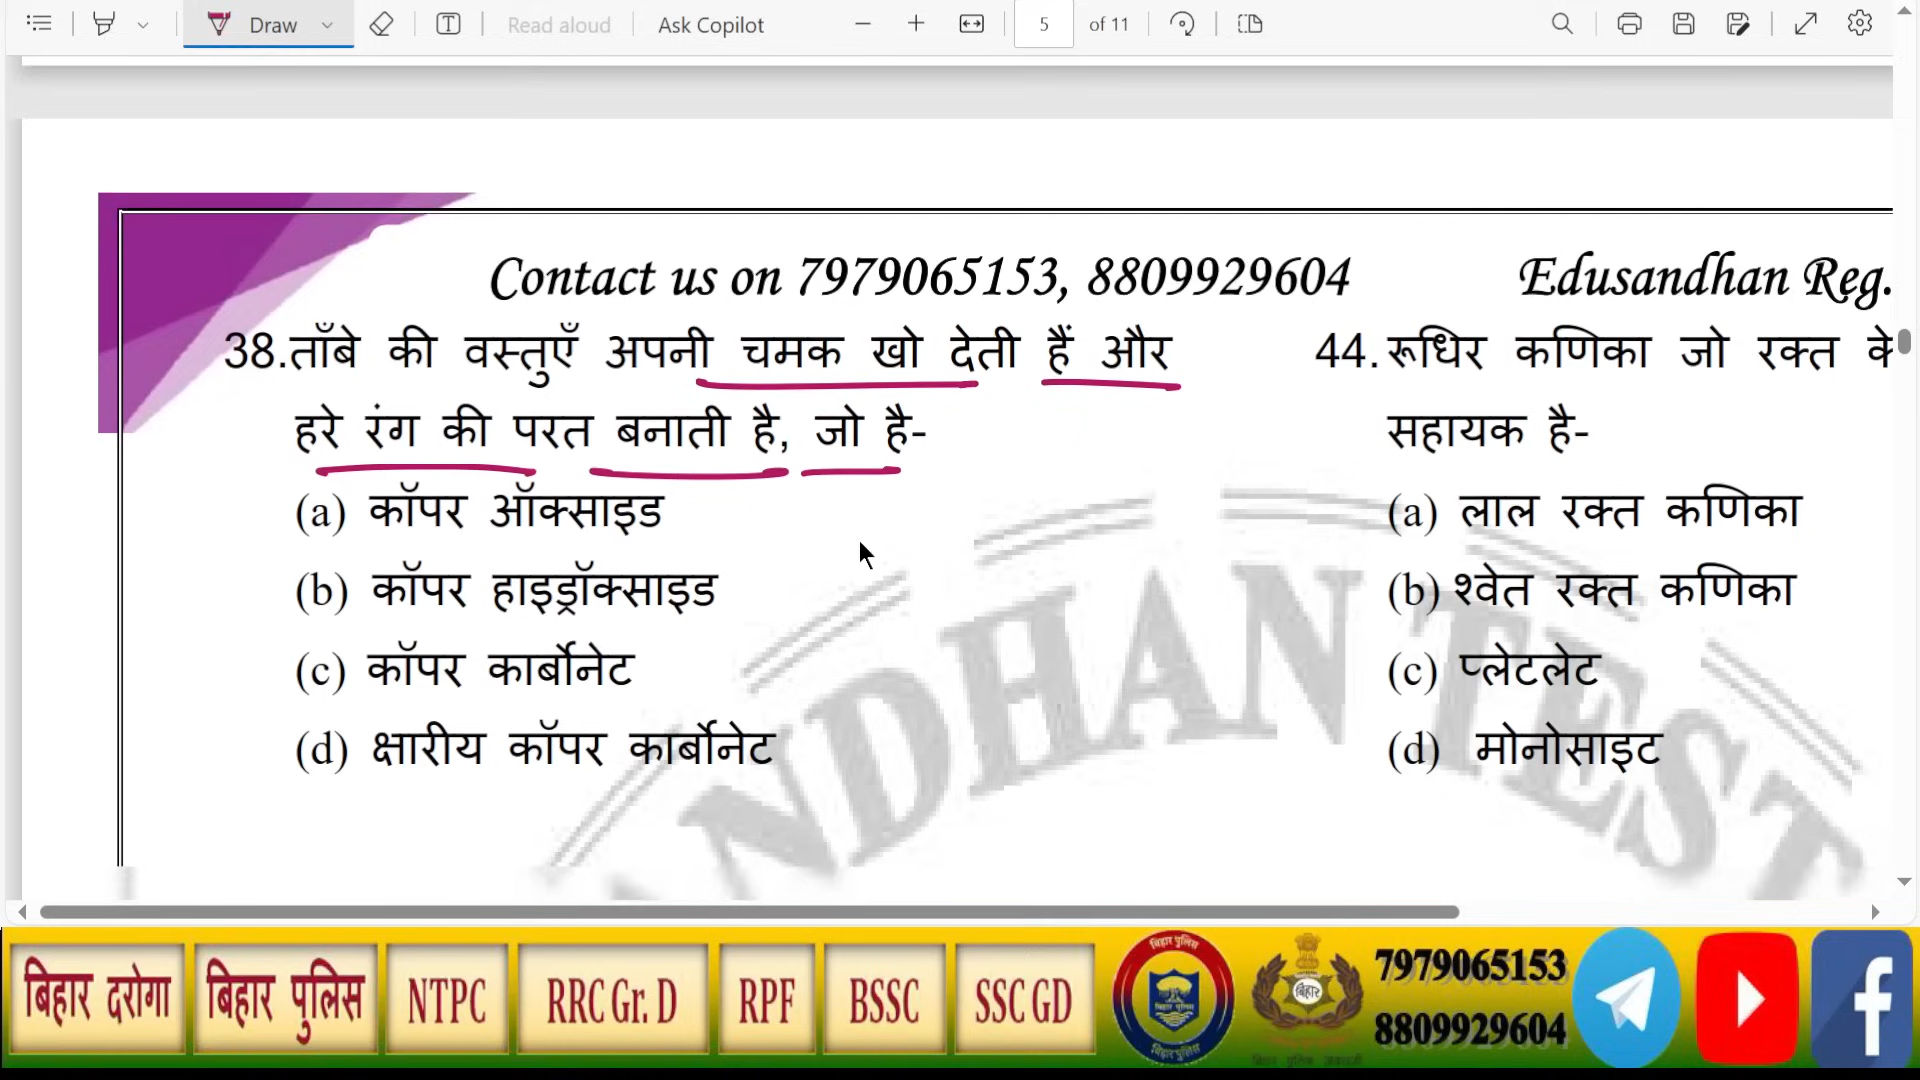 Draw
Read aloud
Ask Copilot
5 of 11
Contact us on 7979065153, 8809929604
Edusandhan Reg.
38.ताँबे की वस्तुएँ अपनी चमक खो देती हैं और
हरे रंग की परत बनाती है, जो है-
(a) कॉपर ऑक्साइड
(b) कॉपर हाइड्रॉक्साइड
(c) कॉपर कार्बोनेट
(d) क्षारीय कॉपर कार्बोनेट
44. रूधिर कणिका जो रक्त के
सहायक है-
(a) लाल रक्त कणिका
(b) श्वेत रक्त कणिका
(c) प्लेटलेट
(d) मोनोसाइट
NDHAN TEST
बिहार दरोगा
बिहार पुलिस
NTPC
RRC Gr. D
RPF
BSSC
SSC GD
बिहार पुलिस
बिहार
7979065153
8809929604